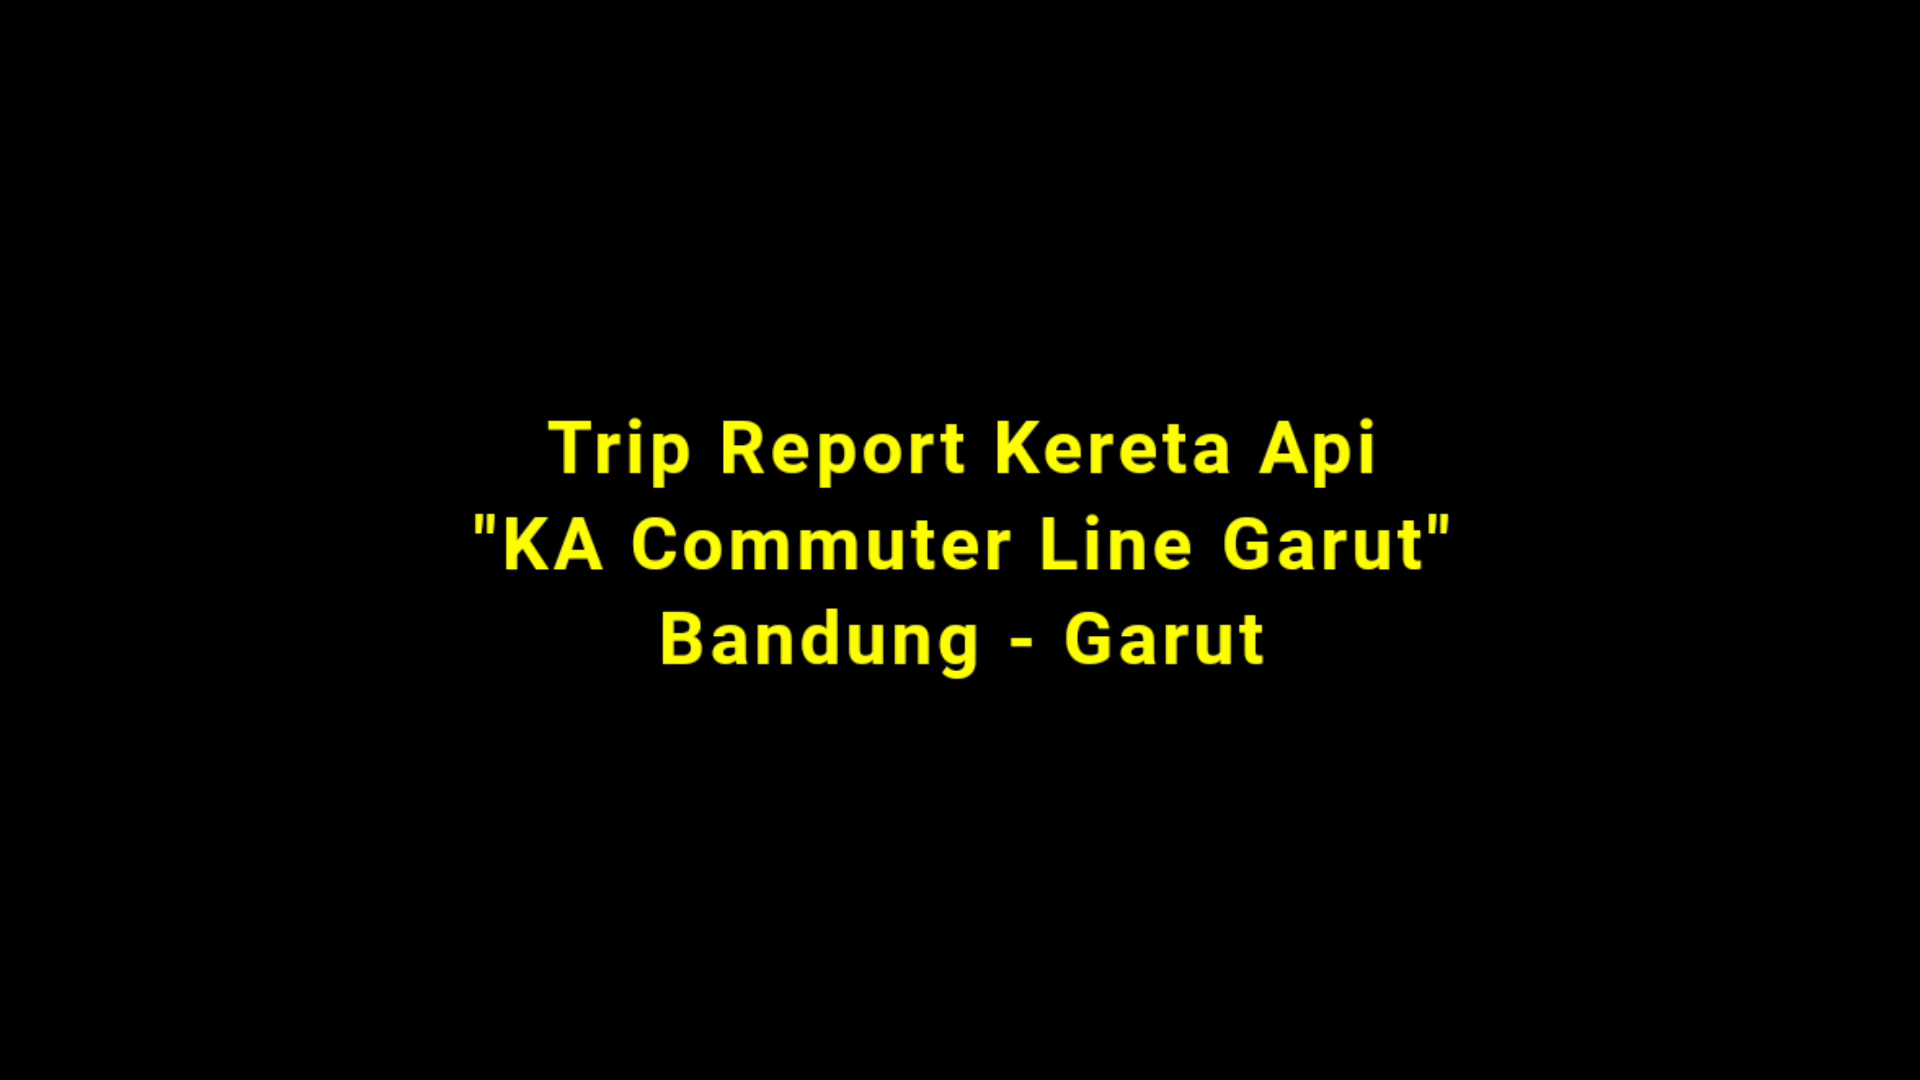 Trip Report Kereta Api
"KA Commuter Line Garut"
Bandung - Garut